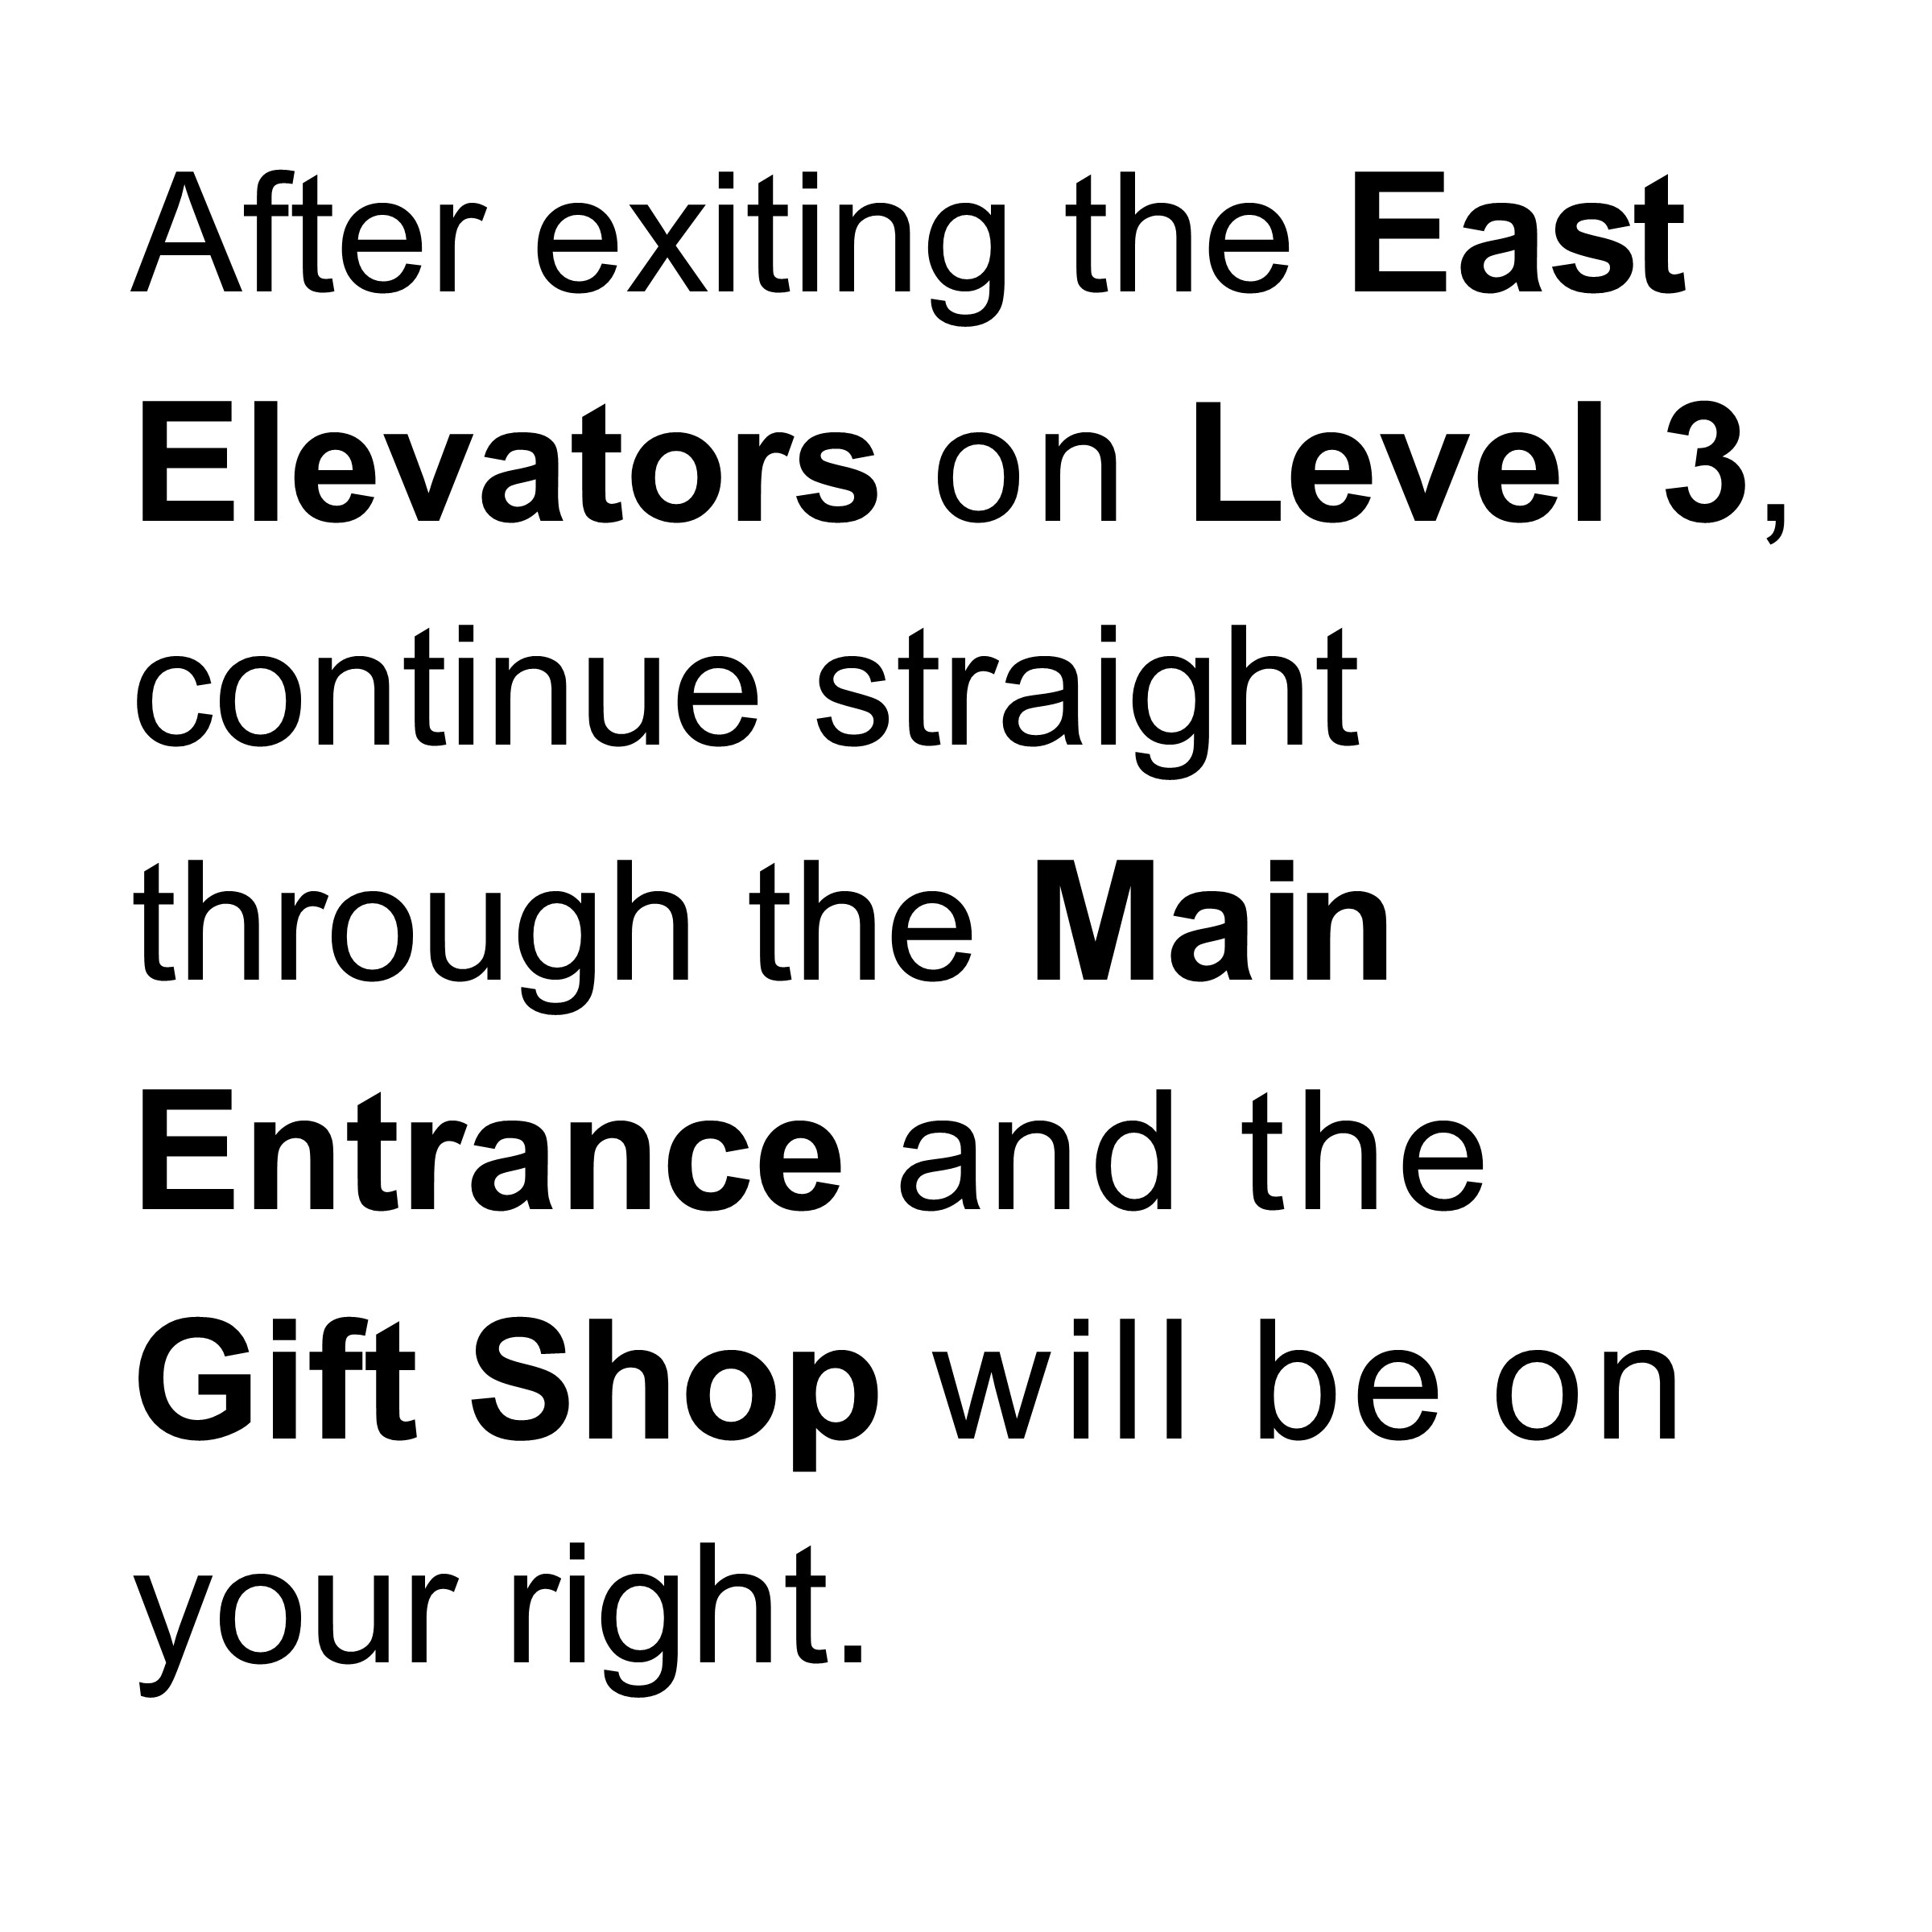 After exiting the East
Elevators on Level 3,
continue straight
through the Main
Entrance and the
Gift Shop will be on
your right.